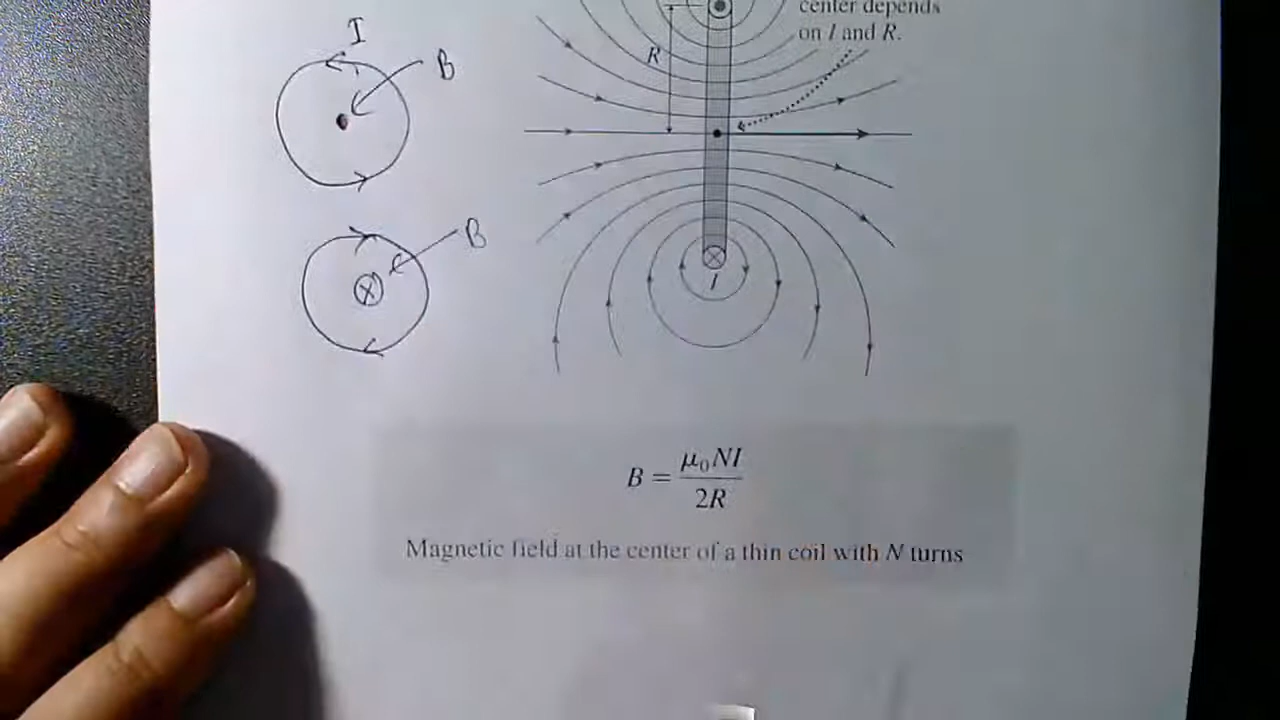 I
B
B
center depends
on I and R.
R
I
B = μ₀NI / 2R
Magnetic field at the center of a thin coil with N turns